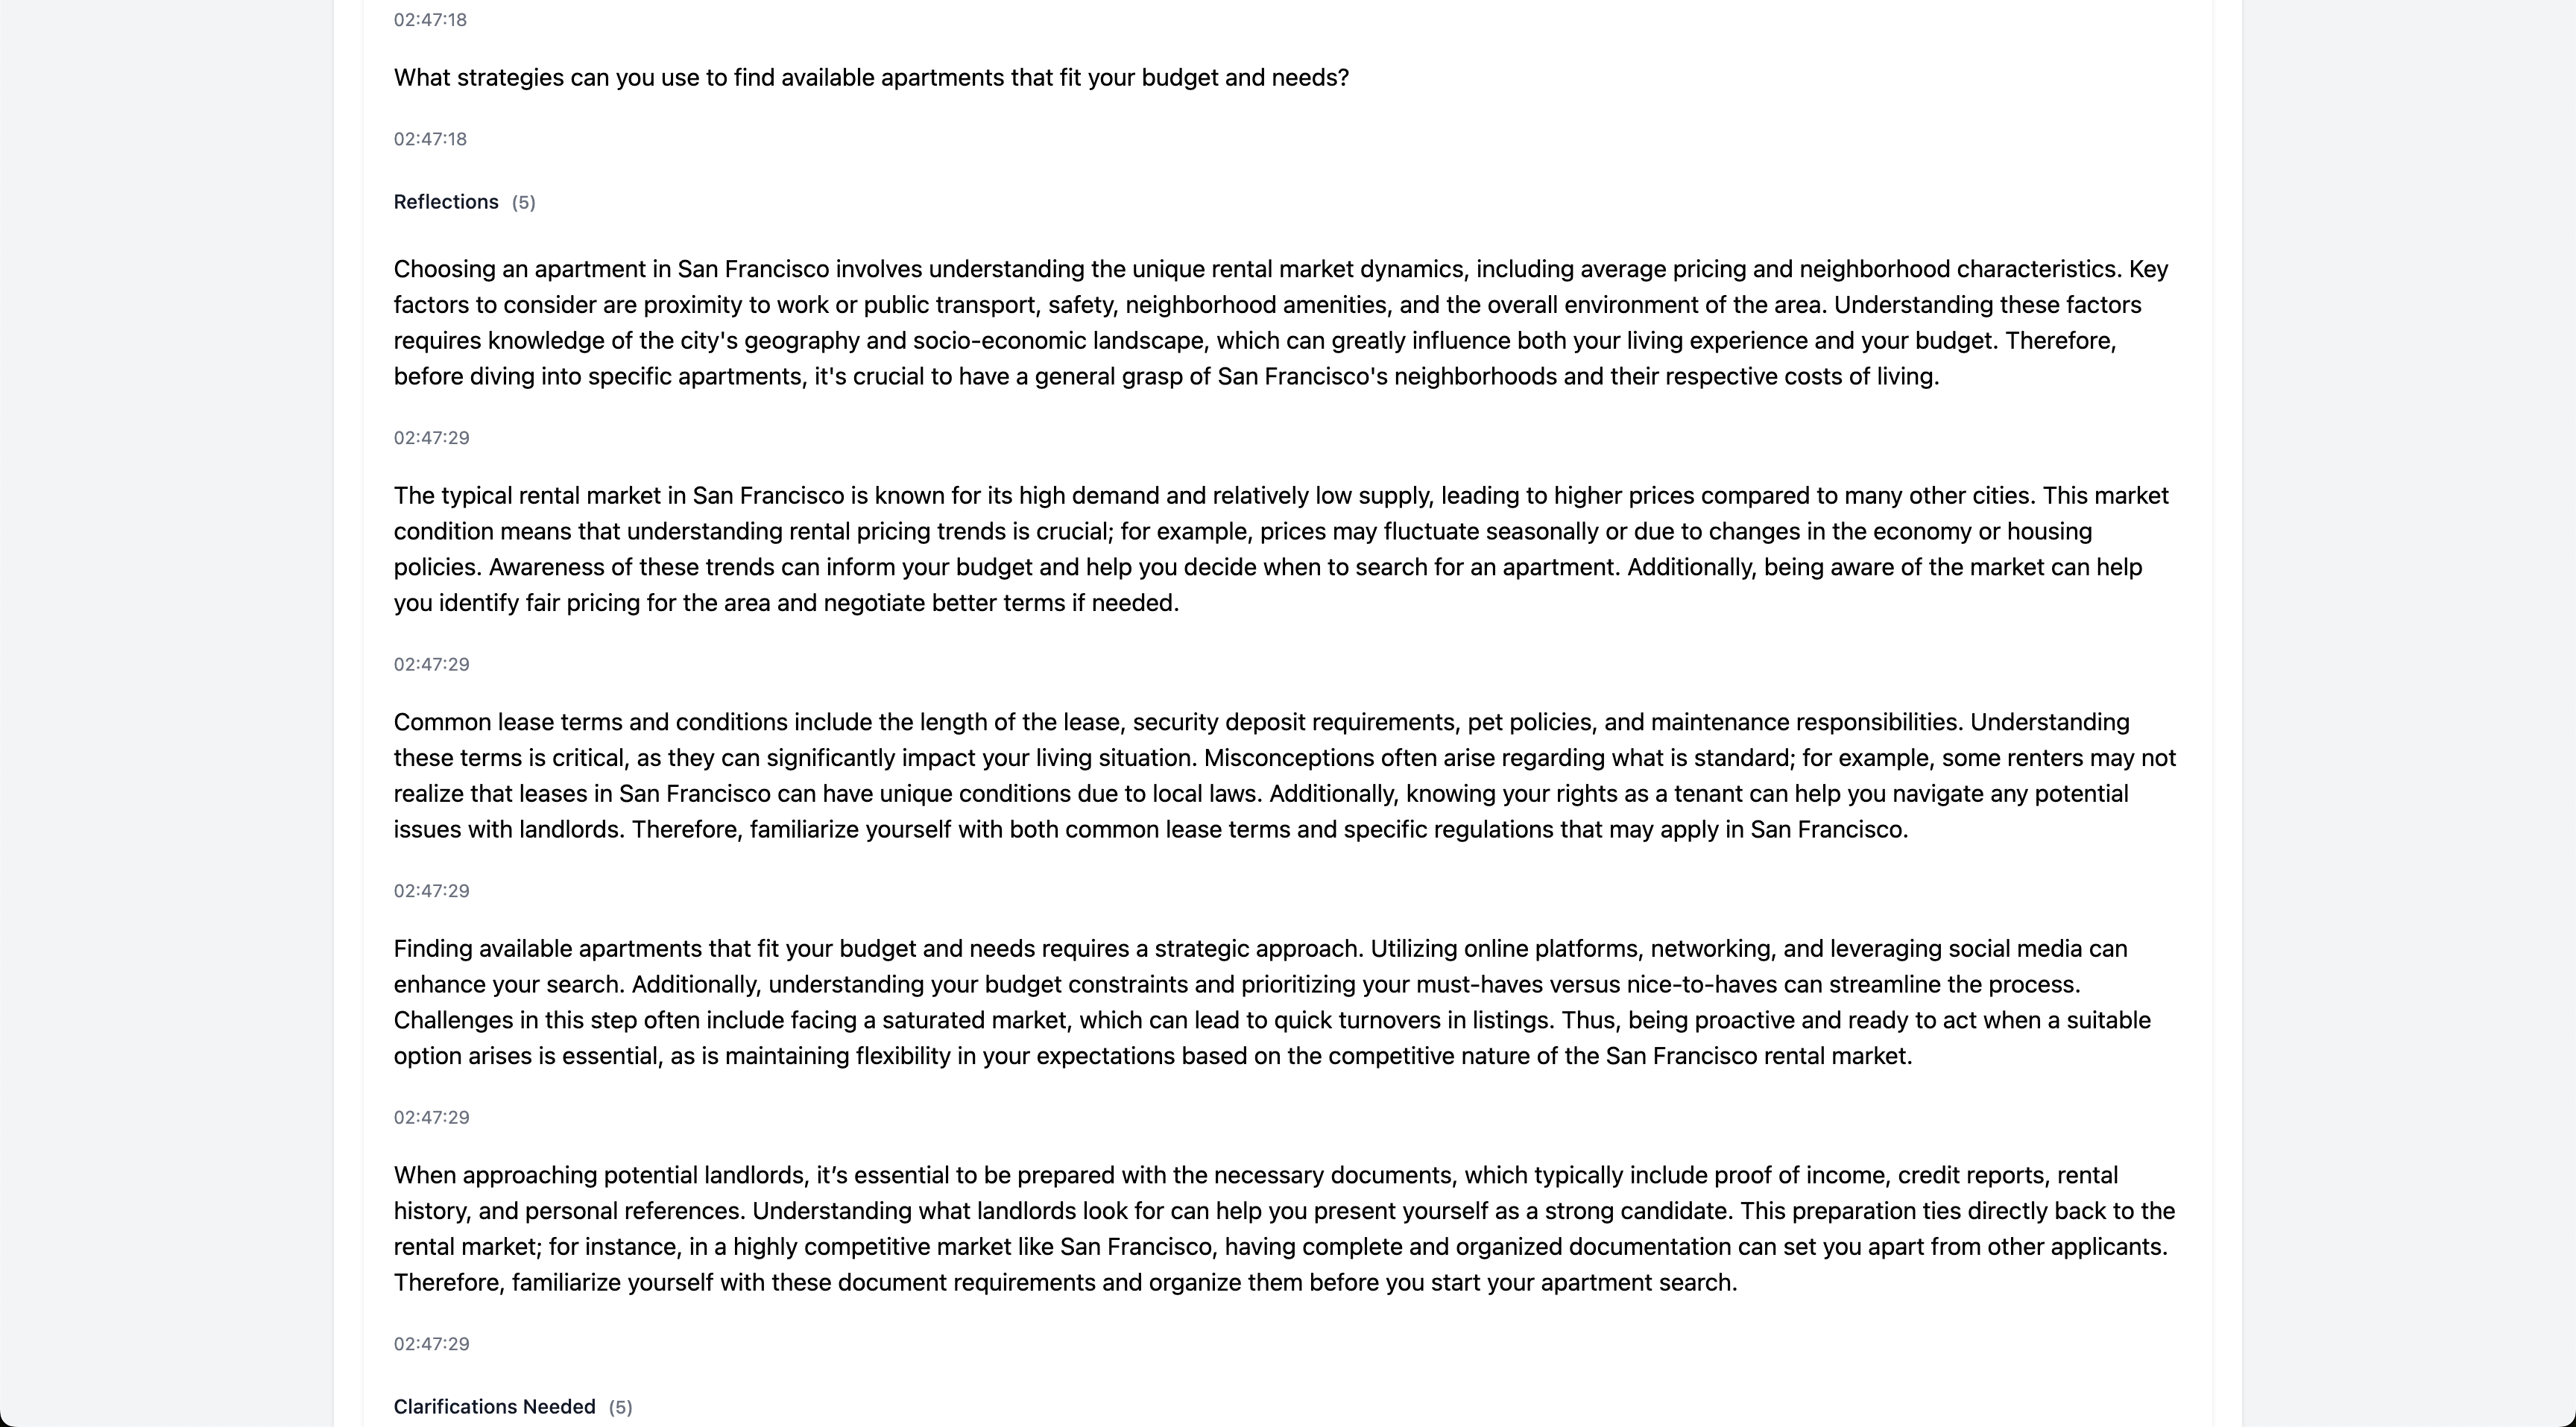 02:47:18
What strategies can you use to find available apartments that fit your budget and needs?
02:47:18
Reflections (5)
Choosing an apartment in San Francisco involves understanding the unique rental market dynamics, including average pricing and neighborhood characteristics. Key
factors to consider are proximity to work or public transport, safety, neighborhood amenities, and the overall environment of the area. Understanding these factors
requires knowledge of the city's geography and socio-economic landscape, which can greatly influence both your living experience and your budget. Therefore,
before diving into specific apartments, it's crucial to have a general grasp of San Francisco's neighborhoods and their respective costs of living.
02:47:29
The typical rental market in San Francisco is known for its high demand and relatively low supply, leading to higher prices compared to many other cities. This market
condition means that understanding rental pricing trends is crucial; for example, prices may fluctuate seasonally or due to changes in the economy or housing
policies. Awareness of these trends can inform your budget and help you decide when to search for an apartment. Additionally, being aware of the market can help
you identify fair pricing for the area and negotiate better terms if needed.
02:47:29
Common lease terms and conditions include the length of the lease, security deposit requirements, pet policies, and maintenance responsibilities. Understanding
these terms is critical, as they can significantly impact your living situation. Misconceptions often arise regarding what is standard; for example, some renters may not
realize that leases in San Francisco can have unique conditions due to local laws. Additionally, knowing your rights as a tenant can help you navigate any potential
issues with landlords. Therefore, familiarize yourself with both common lease terms and specific regulations that may apply in San Francisco.
02:47:29
Finding available apartments that fit your budget and needs requires a strategic approach. Utilizing online platforms, networking, and leveraging social media can
enhance your search. Additionally, understanding your budget constraints and prioritizing your must-haves versus nice-to-haves can streamline the process.
Challenges in this step often include facing a saturated market, which can lead to quick turnovers in listings. Thus, being proactive and ready to act when a suitable
option arises is essential, as is maintaining flexibility in your expectations based on the competitive nature of the San Francisco rental market.
02:47:29
When approaching potential landlords, it’s essential to be prepared with the necessary documents, which typically include proof of income, credit reports, rental
history, and personal references. Understanding what landlords look for can help you present yourself as a strong candidate. This preparation ties directly back to the
rental market; for instance, in a highly competitive market like San Francisco, having complete and organized documentation can set you apart from other applicants.
Therefore, familiarize yourself with these document requirements and organize them before you start your apartment search.
02:47:29
Clarifications Needed (5)